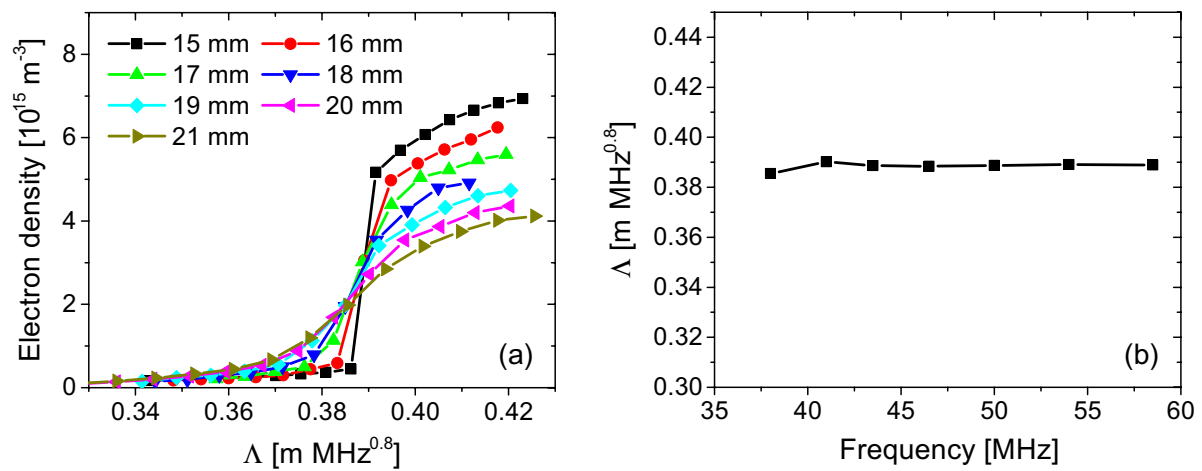 8
6
4
2
0
Electron density [10^15 m^-3]
15 mm 16 mm
17 mm 18 mm
19 mm 20 mm
21 mm
(a)
0.34 0.36 0.38 0.40 0.42
Λ [m MHz^0.8]
0.44
0.42
0.40
0.38
0.36
0.34
0.32
0.30
Λ [m MHz^0.8]
(b)
35 40 45 50 55 60
Frequency [MHz]